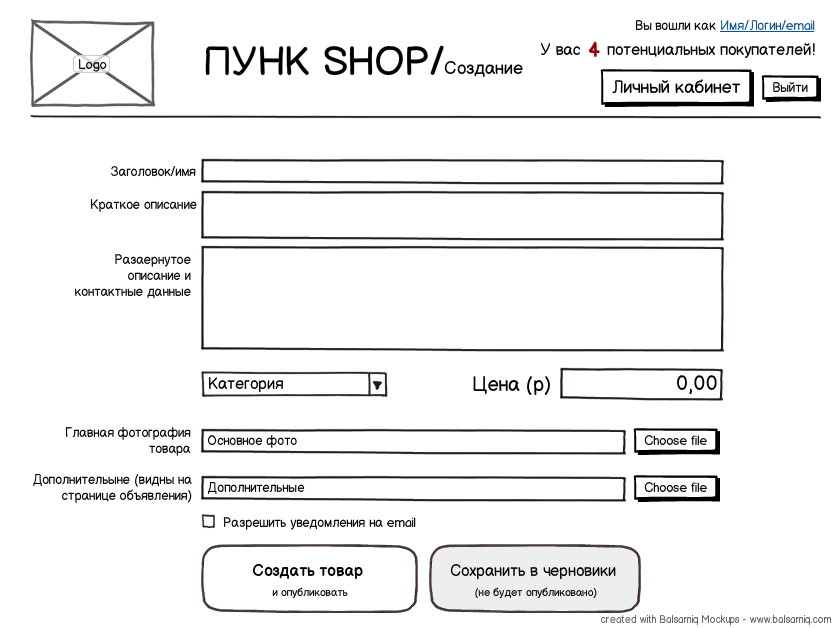 Logo
ПУНК SHOP/Создание
Вы вошли как Имя/Логин/email
У вас 4 потенциальных покупателей!
Личный кабинет
Выйти
Заголовок/имя
Краткое описание
Разаернутое
описание и
контактные данные
Категория
Цена (р)
0,00
Главная фотография
товара
Основное фото
Choose file
Дополнительыне (видны на
странице объявления)
Дополнительные
Choose file
Разрешить уведомления на email
Создать товар
и опубликовать
Сохранить в черновики
(не будет опубликовано)
created with Balsamiq Mockups - www.balsamiq.com